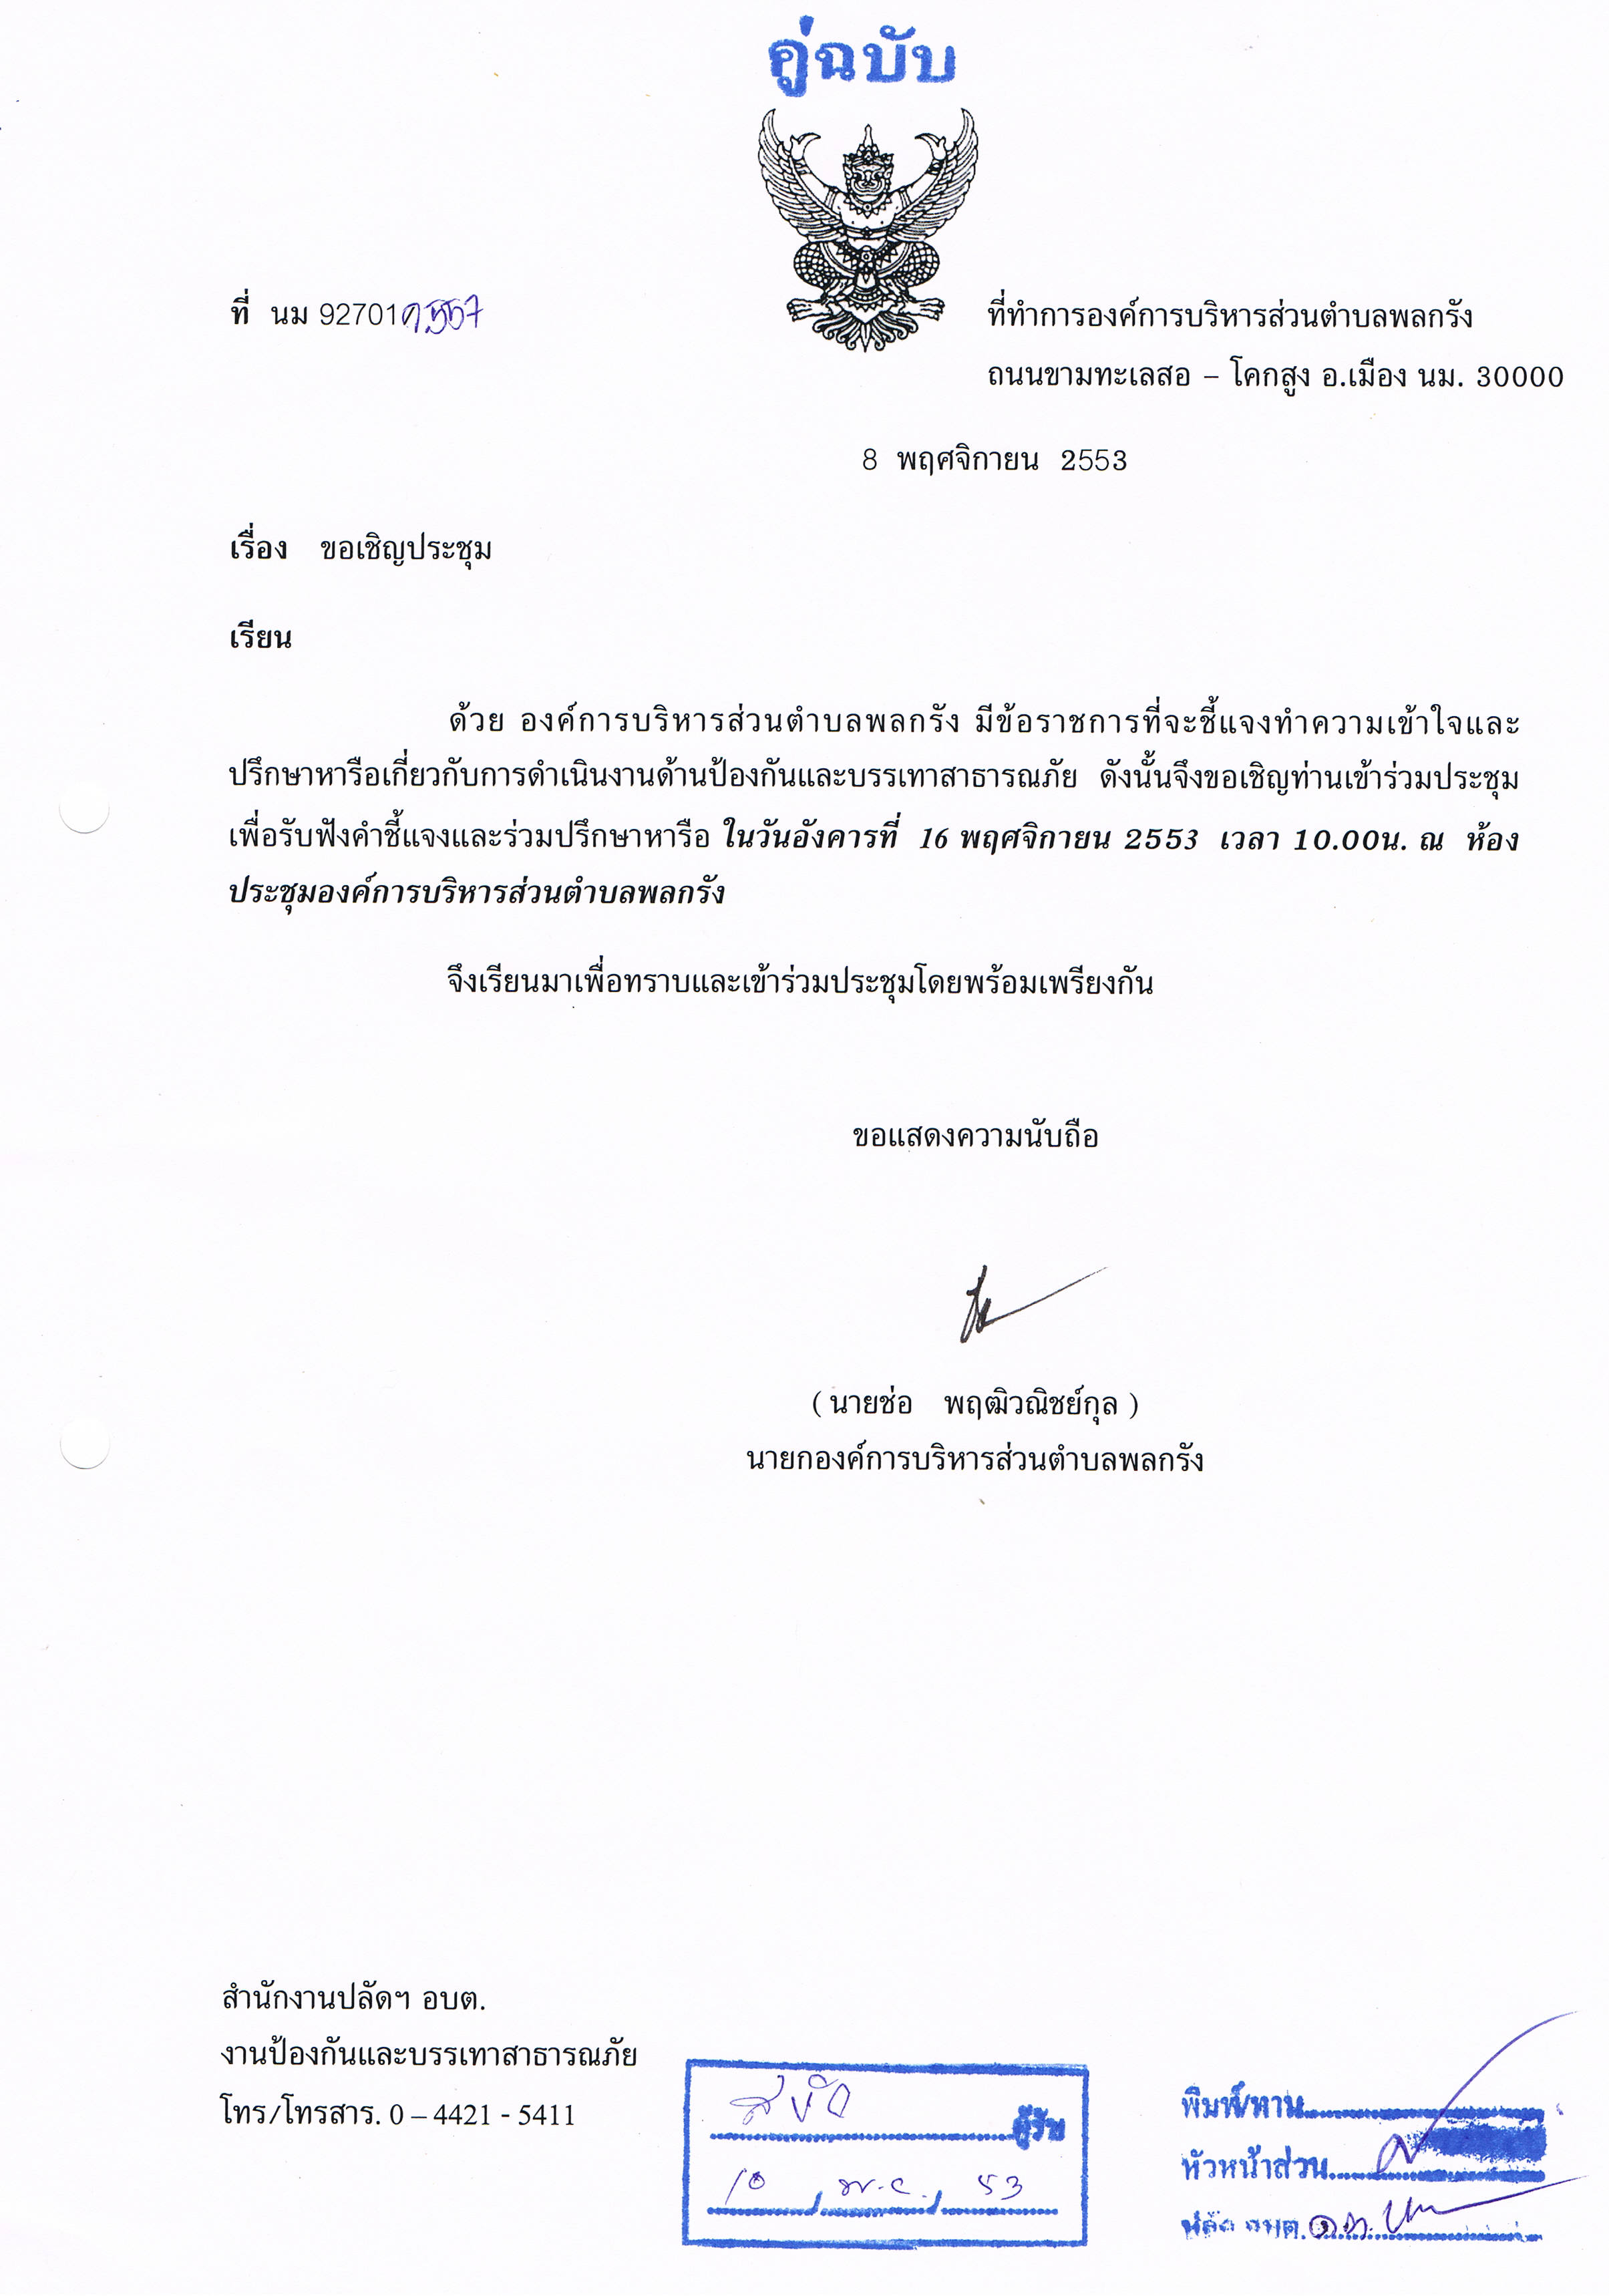 คู่ฉบับ
ที่ นม 92701
ที่ทำการองค์การบริหารส่วนตำบลพลกรัง
ถนนขามทะเลสอ – โคกสูง อ.เมือง นม. 30000
8 พฤศจิกายน 2553
เรื่อง ขอเชิญประชุม
เรียน
ด้วย องค์การบริหารส่วนตำบลพลกรัง มีข้อราชการที่จะชี้แจงทำความเข้าใจและ
ปรึกษาหารือเกี่ยวกับการดำเนินงานด้านป้องกันและบรรเทาสาธารณภัย ดังนั้นจึงขอเชิญท่านเข้าร่วมประชุม
เพื่อรับฟังคำชี้แจงและร่วมปรึกษาหารือ ในวันอังคารที่ 16 พฤศจิกายน 2553 เวลา 10.00น. ณ ห้อง
ประชุมองค์การบริหารส่วนตำบลพลกรัง
จึงเรียนมาเพื่อทราบและเข้าร่วมประชุมโดยพร้อมเพรียงกัน
ขอแสดงความนับถือ
( นายช่อ พฤฒิวณิชย์กุล )
นายกองค์การบริหารส่วนตำบลพลกรัง
สำนักงานปลัดฯ อบต.
งานป้องกันและบรรเทาสาธารณภัย
โทร/โทรสาร. 0 – 4421 - 5411
ผู้รับ
10 / พ.ย. / 53
พิมพ์/ทาน
หัวหน้าส่วน
ปลัด อบต.